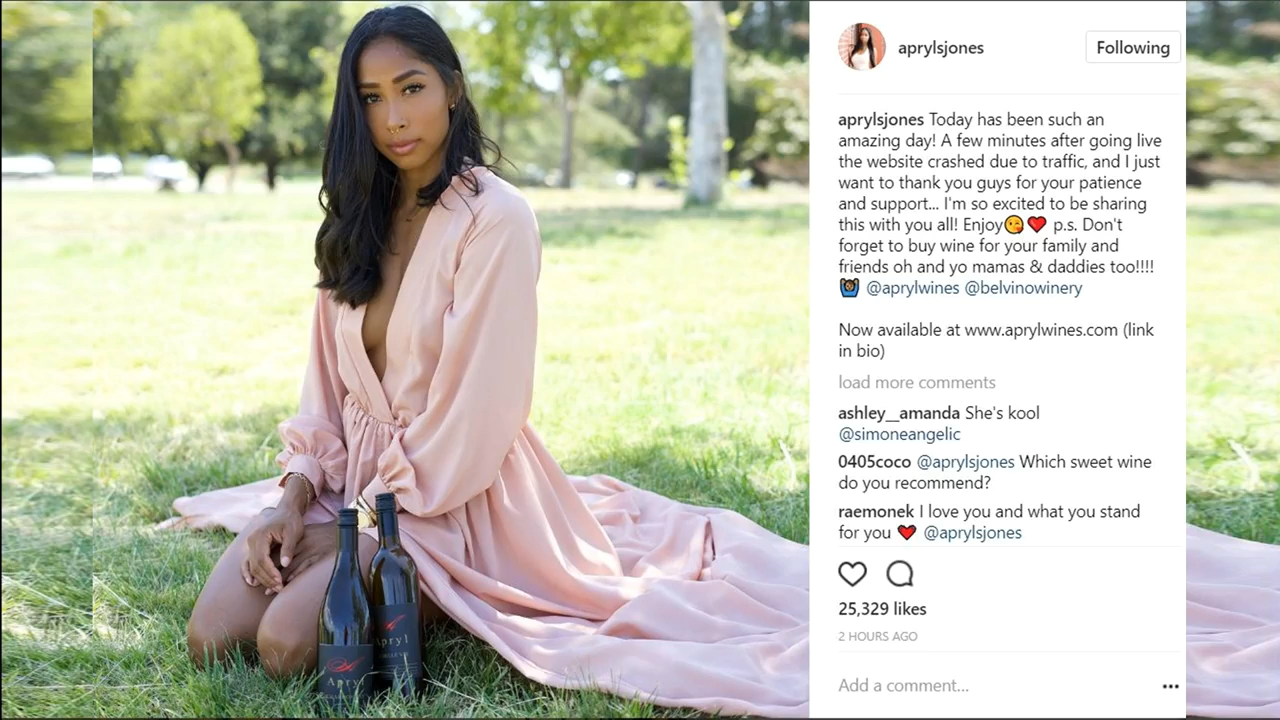 aprylsjones
Following
aprylsjones Today has been such an
amazing day! A few minutes after going live
the website crashed due to traffic, and I just
want to thank you guys for your patience
and support... I'm so excited to be sharing
this with you all! Enjoy😘❤️ p.s. Don't
forget to buy wine for your family and
friends oh and yo mamas & daddies too!!!!
🙆🏾 @aprylwines @belvinowinery
Now available at www.aprylwines.com (link
in bio)
load more comments
ashley__amanda She's kool
@simoneangelic
0405coco @aprylsjones Which sweet wine
do you recommend?
raemonek I love you and what you stand
for you ❤️ @aprylsjones
25,329 likes
2 HOURS AGO
Add a comment...
Apryl
Apryl